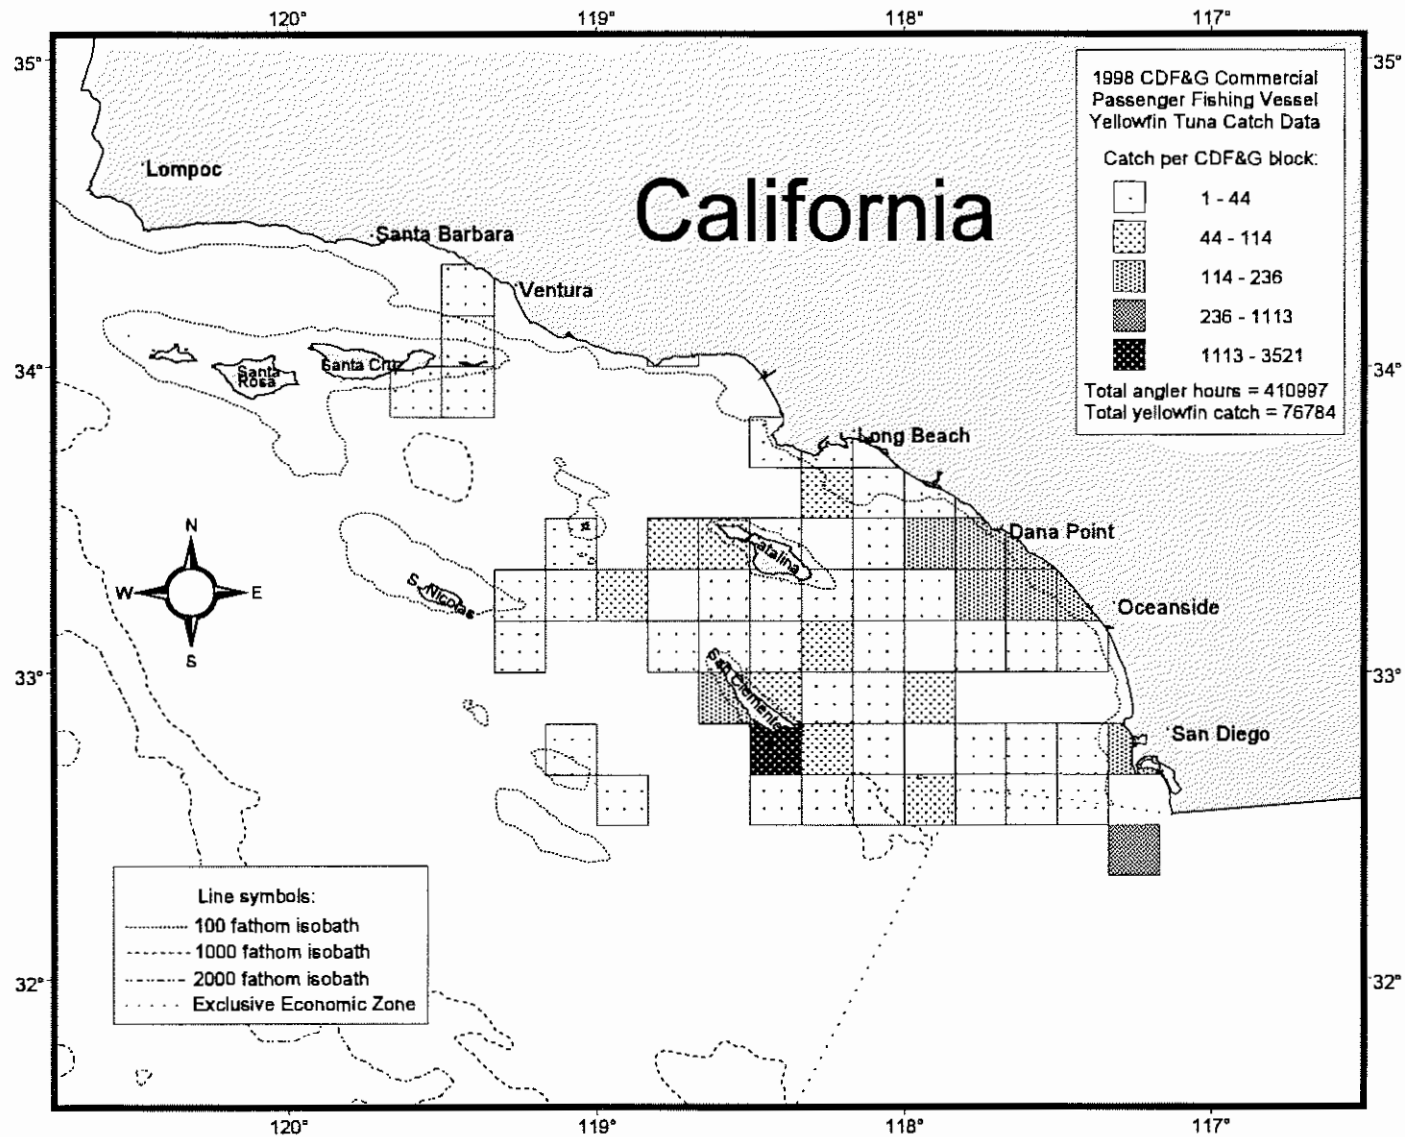 120° 119° 118° 117°
35° 35°
1998 CDF&G Commercial
Passenger Fishing Vessel
Yellowfin Tuna Catch Data
Catch per CDF&G block:
1 - 44
44 - 114
114 - 236
236 - 1113
1113 - 3521
Total angler hours = 410997
Total yellowfin catch = 76784
Lompoc
California
Santa Barbara
Ventura
34° 34°
Santa
Rosa
Santa Cruz
Long Beach
N
W E
S
Dana Point
Catalina
S. Nicolas
Oceanside
33° 33°
San Clemente
San Diego
Line symbols:
100 fathom isobath
1000 fathom isobath
2000 fathom isobath
Exclusive Economic Zone
32° 32°
120° 119° 118° 117°